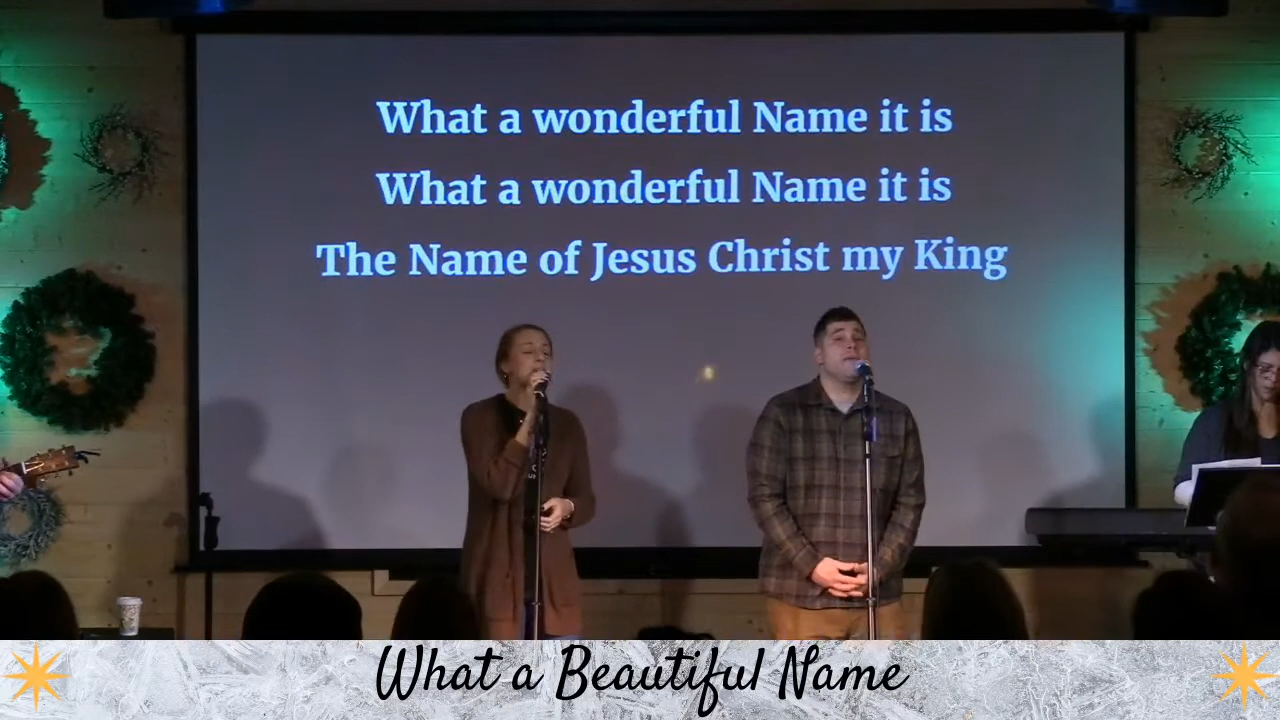 What a wonderful Name it is
What a wonderful Name it is
The Name of Jesus Christ my King
What a Beautiful Name